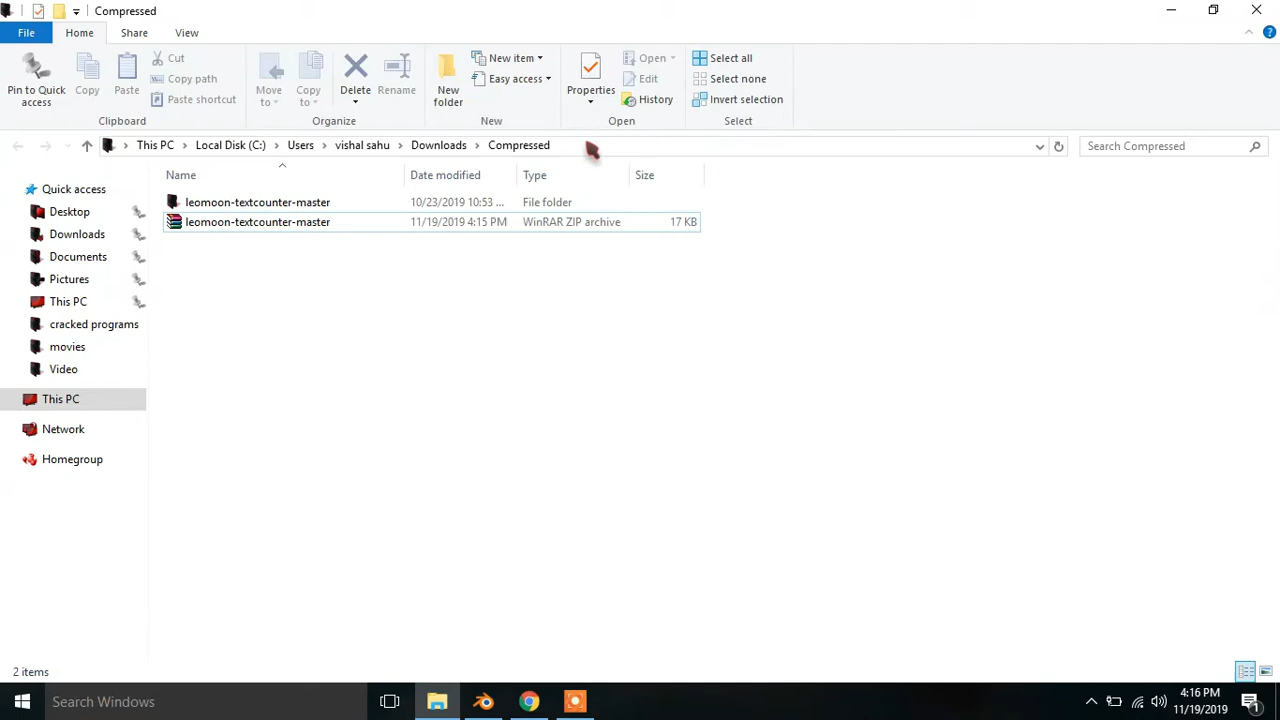 Compressed
File Home Share View
Pin to Quick access
Copy
Paste
Cut
Copy path
Paste shortcut
Clipboard
Move to
Copy to
Delete
Rename
Organize
New folder
New item
Easy access
New
Properties
Open
Edit
History
Open
Select all
Select none
Invert selection
Select
This PC Local Disk (C:) Users vishal sahu Downloads Compressed
Search Compressed
Name Date modified Type Size
leomoon-textcounter-master 10/23/2019 10:53 ... File folder
leomoon-textcounter-master 11/19/2019 4:15 PM WinRAR ZIP archive 17 KB
Quick access
Desktop
Downloads
Documents
Pictures
This PC
cracked programs
movies
Video
This PC
Network
Homegroup
2 items
Search Windows
4:16 PM
11/19/2019
1